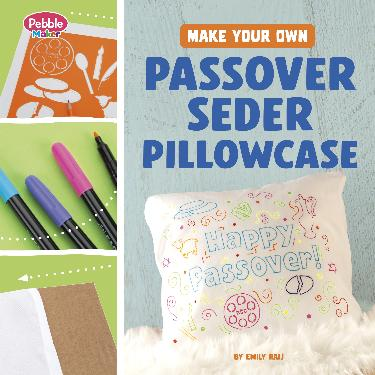 Pebble
Maker
MAKE YOUR OWN
PASSOVER
SEDER
PILLOWCASE
Happy
Passover!
BY EMILY RAIJ